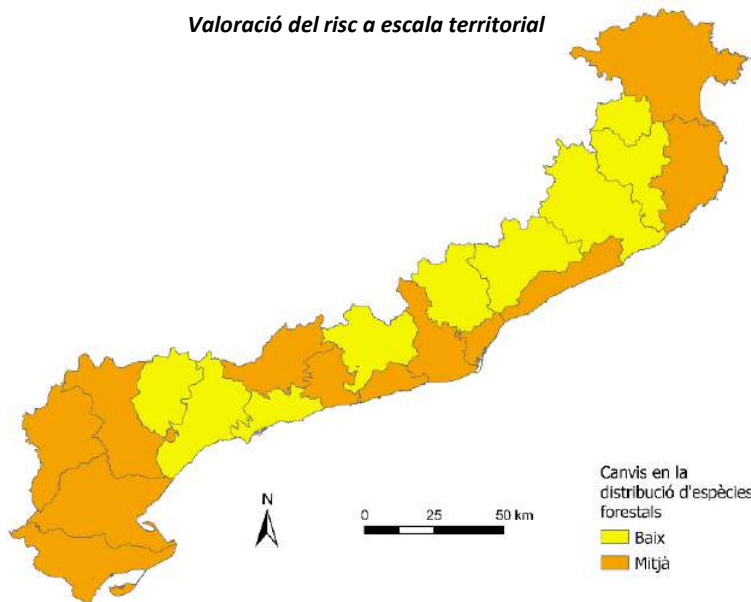 Valoració del risc a escala territorial
N
0 25 50 km
Canvis en la
distribució d'espècies
forestals
Baix
Mitjà